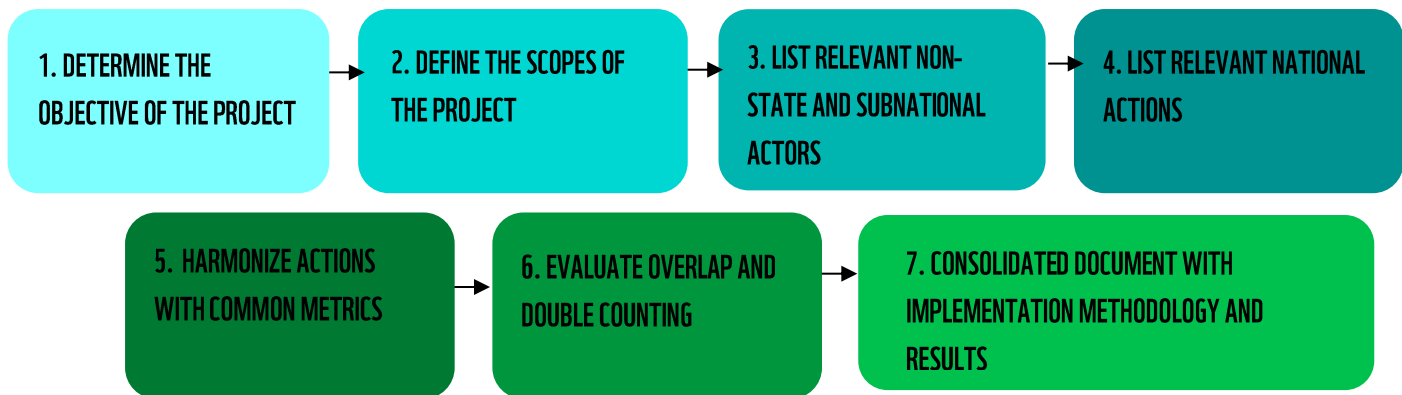 1. DETERMINE THE
OBJECTIVE OF THE PROJECT
2. DEFINE THE SCOPES OF
THE PROJECT
3. LIST RELEVANT NON-
STATE AND SUBNATIONAL
ACTORS
4. LIST RELEVANT NATIONAL
ACTIONS
5. HARMONIZE ACTIONS
WITH COMMON METRICS
6. EVALUATE OVERLAP AND
DOUBLE COUNTING
7. CONSOLIDATED DOCUMENT WITH
IMPLEMENTATION METHODOLOGY AND
RESULTS